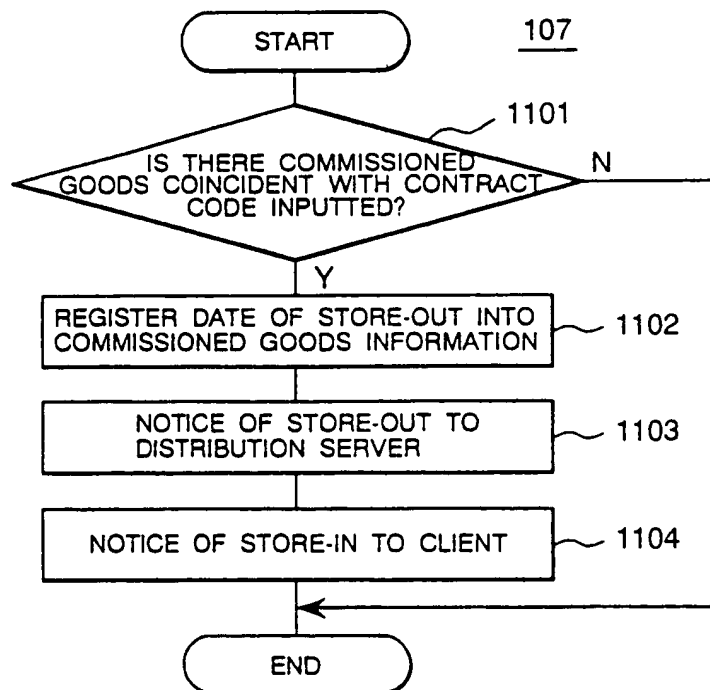 START
107
1101
IS THERE COMMISSIONED
GOODS COINCIDENT WITH CONTRACT
CODE INPUTTED?
N
Y
REGISTER DATE OF STORE-OUT INTO
COMMISSIONED GOODS INFORMATION
1102
NOTICE OF STORE-OUT TO
DISTRIBUTION SERVER
1103
NOTICE OF STORE-IN TO CLIENT
1104
END